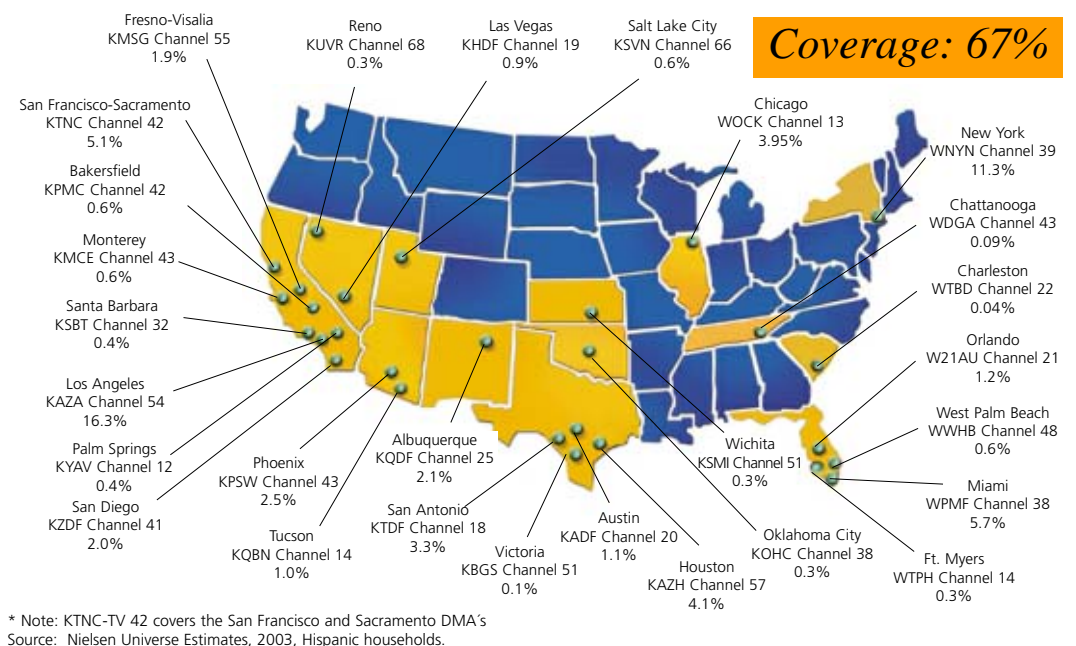 Fresno-Visalia
KMSG Channel 55
1.9%
Reno
KUVR Channel 68
0.3%
Las Vegas
KHDF Channel 19
0.9%
Salt Lake City
KSVN Channel 66
0.6%
Coverage: 67%
San Francisco-Sacramento
KTNC Channel 42
5.1%
Bakersfield
KPMC Channel 42
0.6%
Monterey
KMCE Channel 43
0.6%
Santa Barbara
KSBT Channel 32
0.4%
Los Angeles
KAZA Channel 54
16.3%
Palm Springs
KYAV Channel 12
0.4%
San Diego
KZDF Channel 41
2.0%
Phoenix
KPSW Channel 43
2.5%
Tucson
KQBN Channel 14
1.0%
Albuquerque
KQDF Channel 25
2.1%
San Antonio
KTDF Channel 18
3.3%
Victoria
KBGS Channel 51
0.1%
Austin
KADF Channel 20
1.1%
Houston
KAZH Channel 57
4.1%
Wichita
KSMI Channel 51
0.3%
Oklahoma City
KOHC Channel 38
0.3%
Chicago
WOCK Channel 13
3.95%
New York
WNYN Channel 39
11.3%
Chattanooga
WDGA Channel 43
0.09%
Charleston
WTBD Channel 22
0.04%
Orlando
W21AU Channel 21
1.2%
West Palm Beach
WWHB Channel 48
0.6%
Miami
WPMF Channel 38
5.7%
Ft. Myers
WTPH Channel 14
0.3%
* Note: KTNC-TV 42 covers the San Francisco and Sacramento DMA´s
Source: Nielsen Universe Estimates, 2003, Hispanic households.